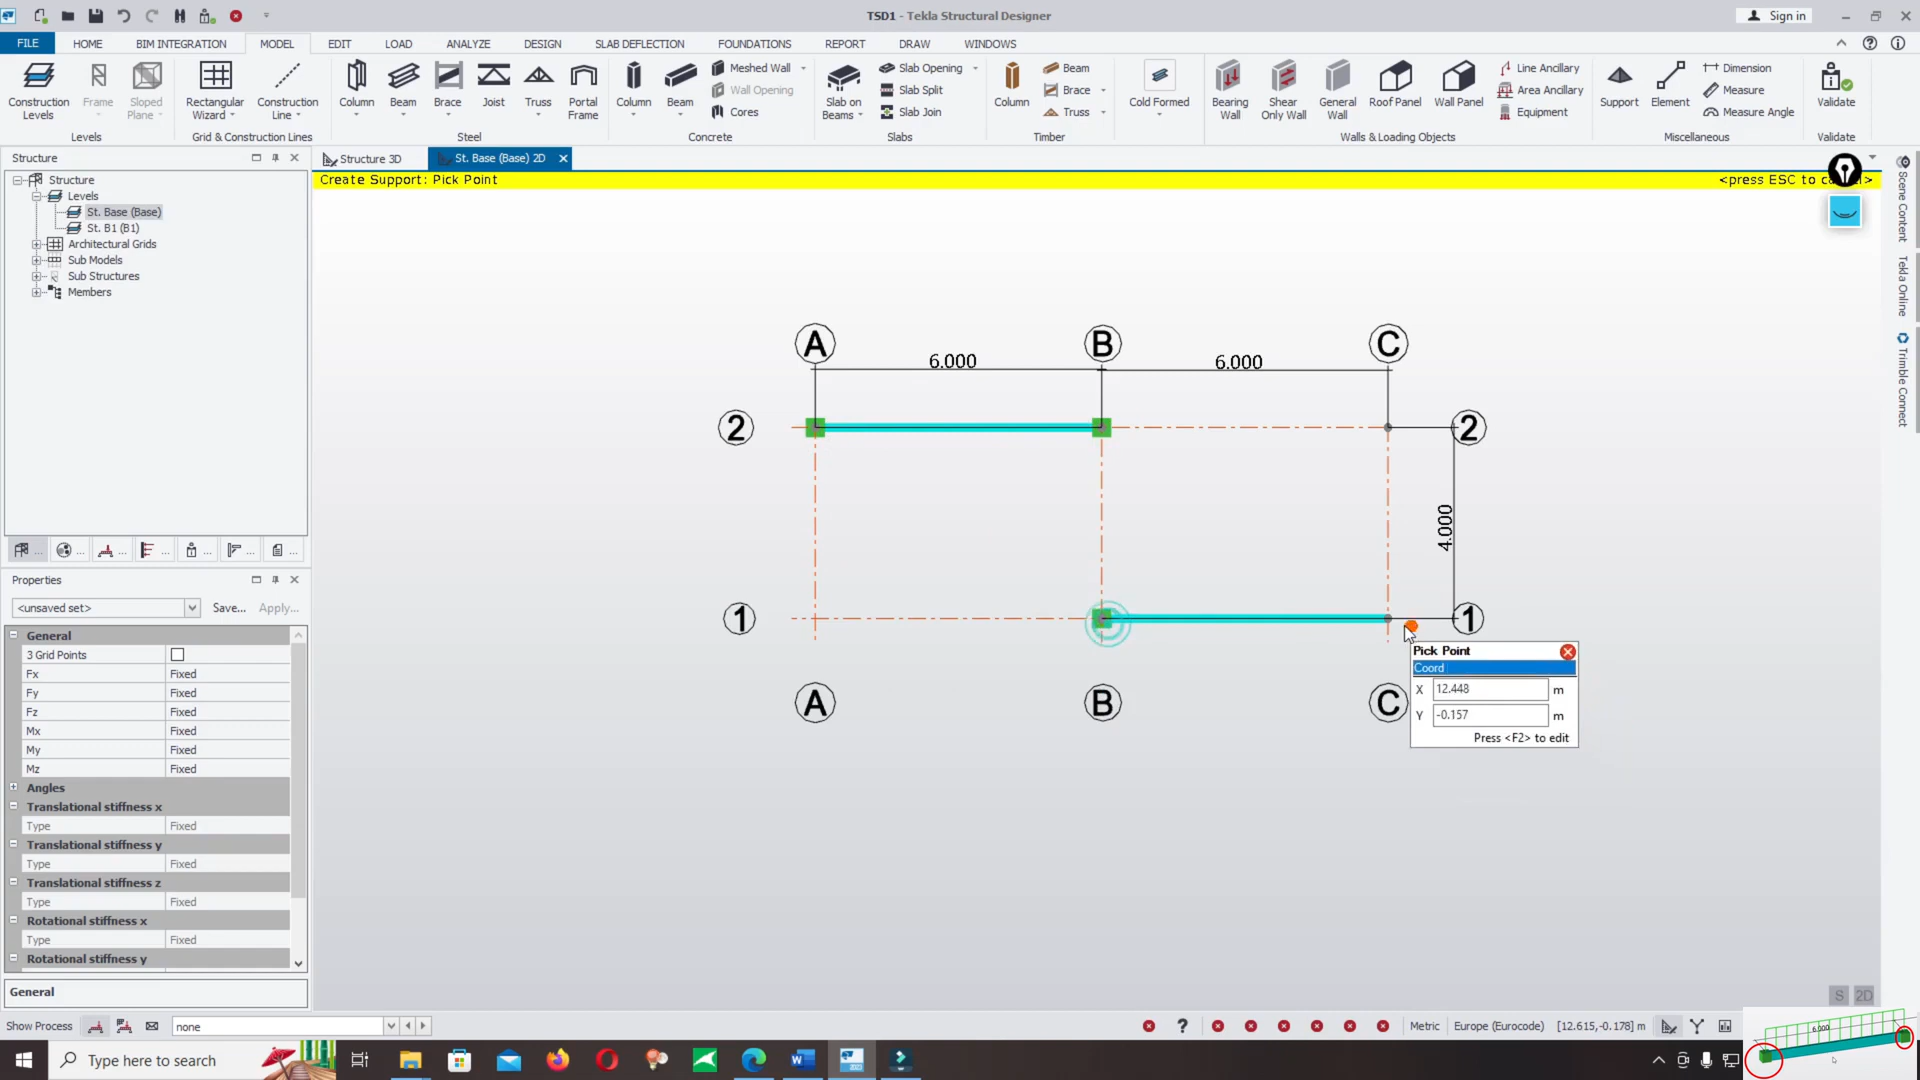 TSD1 - Tekla Structural Designer
Sign in
FILE
HOME
BIM INTEGRATION
MODEL
EDIT
LOAD
ANALYZE
DESIGN
SLAB DEFLECTION
FOUNDATIONS
REPORT
DRAW
WINDOWS
Construction Levels
Frame
Sloped Plane
Levels
Rectangular Wizard
Construction Line
Grid & Construction Lines
Column
Beam
Brace
Joist
Truss
Portal Frame
Steel
Column
Beam
Meshed Wall
Wall Opening
Cores
Concrete
Slab on Beams
Slab Opening
Slab Split
Slab Join
Slabs
Column
Beam
Brace
Truss
Timber
Cold Formed
Bearing Wall
Shear Only Wall
General Wall
Roof Panel
Wall Panel
Line Ancillary
Area Ancillary
Equipment
Walls & Loading Objects
Support
Element
Dimension
Measure
Measure Angle
Miscellaneous
Validate
Validate
Structure
Structure 3D
St. Base (Base) 2D
Create Support: Pick Point
<press ESC to ca
>
Structure
Levels
St. Base (Base)
St. B1 (B1)
Architectural Grids
Sub Models
Sub Structures
Members
Scene Content
Tekla Online
Trimble Connect
A
B
C
6.000
6.000
2
2
4.000
1
1
A
B
C
Pick Point
Coord
X 12.448 m
Y -0.157 m
Press <F2> to edit
Properties
<unsaved set>
Save...
Apply...
General
3 Grid Points
Fx Fixed
Fy Fixed
Fz Fixed
Mx Fixed
My Fixed
Mz Fixed
Angles
Translational stiffness x
Type Fixed
Translational stiffness y
Type Fixed
Translational stiffness z
Type Fixed
Rotational stiffness x
Type Fixed
Rotational stiffness y
General
S 2D
Show Process
none
Metric
Europe (Eurocode)
[12.615,-0.178] m
6.000
Type here to search
2023